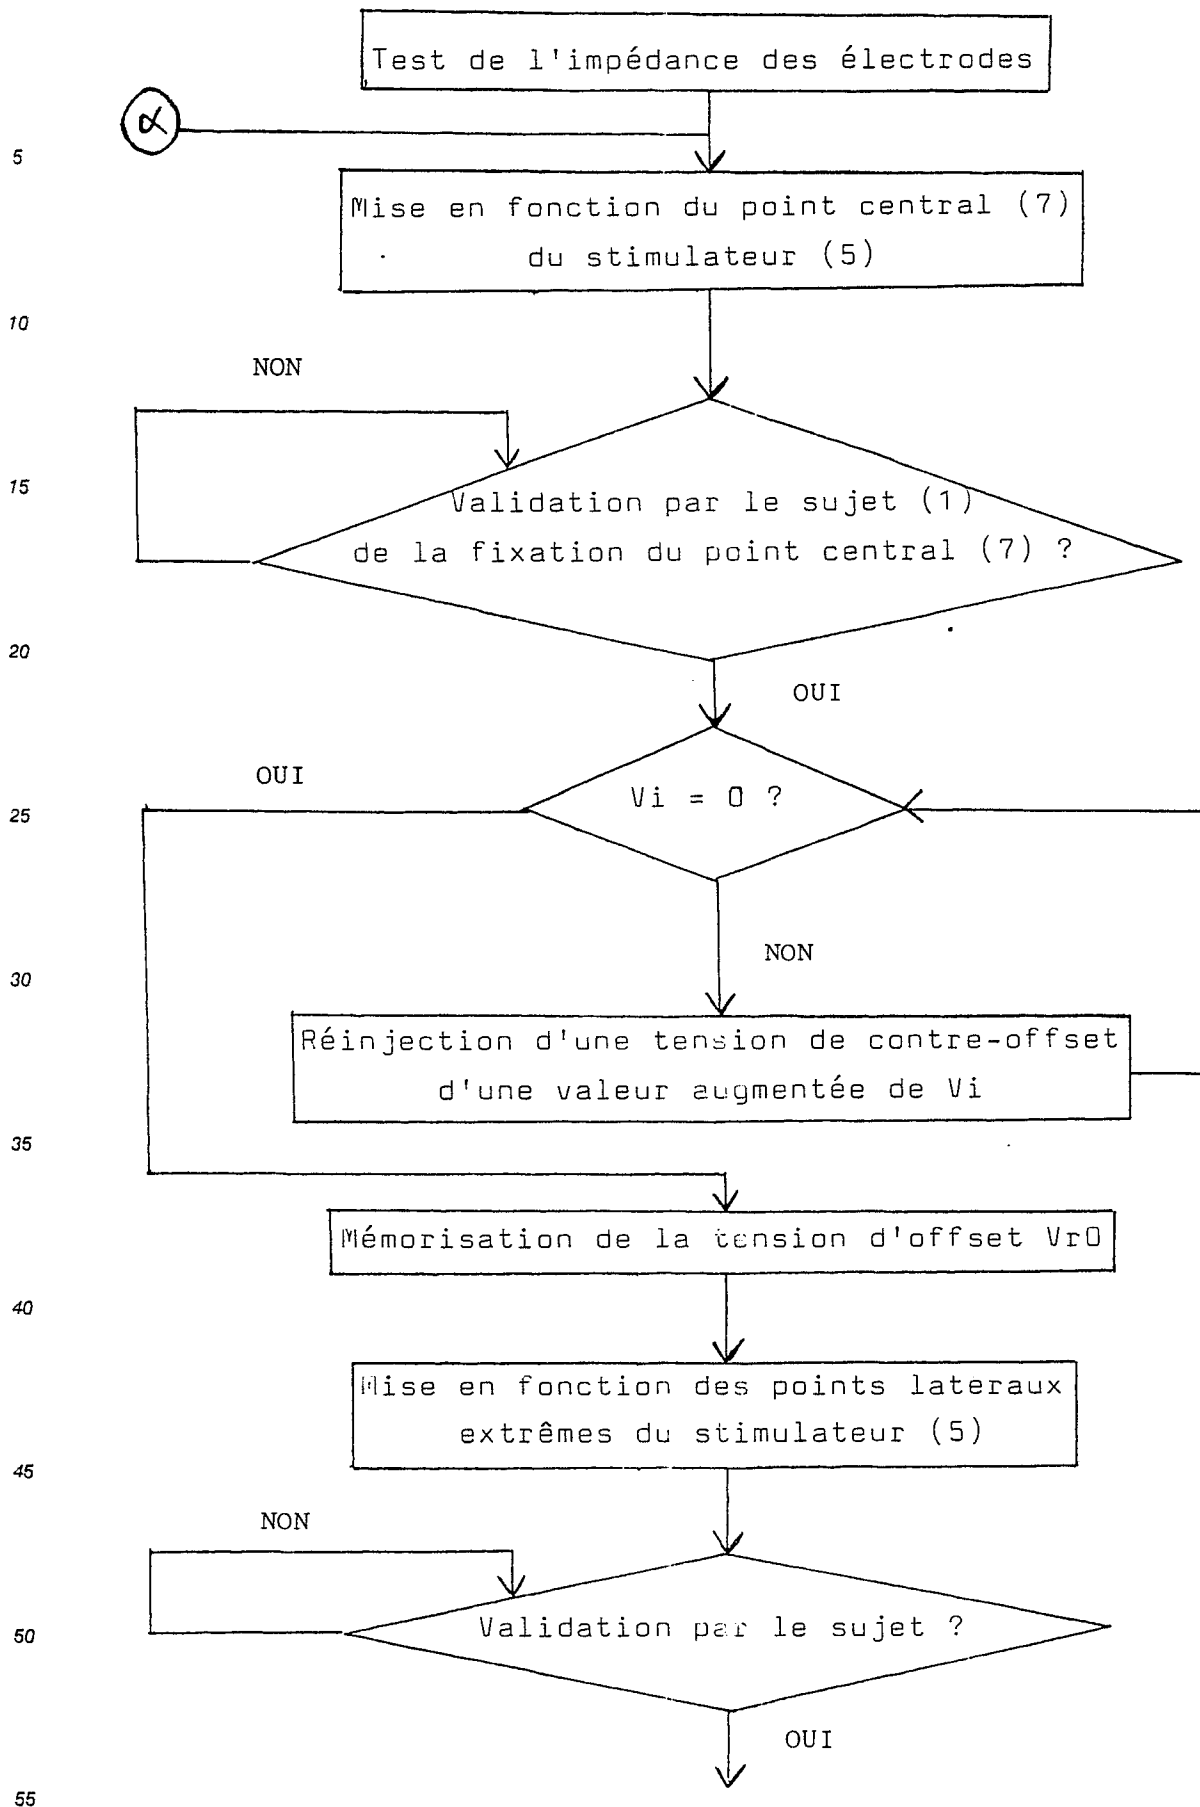 Test de l'impédance des électrodes
α
5
Mise en fonction du point central (7)
du stimulateur (5)
10
NON
15
Validation par le sujet (1)
de la fixation du point central (7) ?
20
OUI
OUI
Vi = 0 ?
25
NON
30
Réinjection d'une tension de contre-offset
d'une valeur augmentée de Vi
35
Mémorisation de la tension d'offset Vr0
40
Mise en fonction des points lateraux
extrêmes du stimulateur (5)
45
NON
50
Validation par le sujet ?
OUI
55